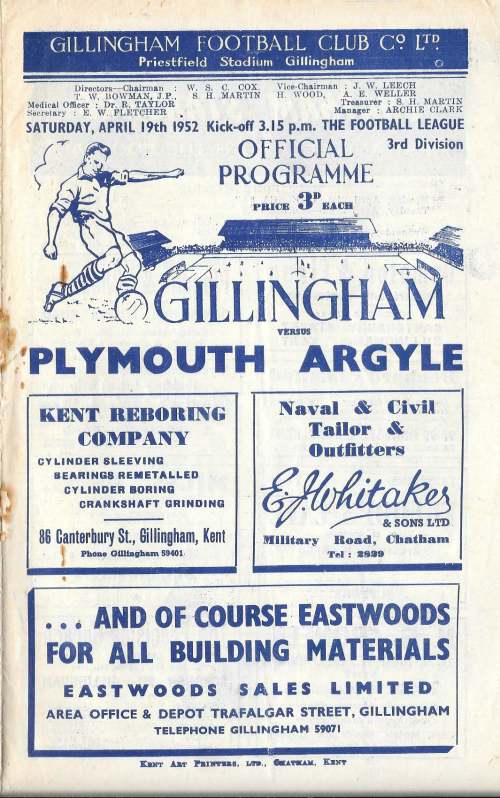 GILLINGHAM FOOTBALL CLUB Co LTD.
Priestfield Stadium Gillingham
Directors—Chairman : W. S. C. COX. Vice-Chairman : J. W. LEECH
T. W. BOWMAN, J.P., S. H. MARTIN H. WOOD, A. E. WELLER
Medical Officer : Dr. R. TAYLOR Treasurer : S. H. MARTIN
Secretary : E. W. FLETCHER Manager : ARCHIE CLARK
SATURDAY, APRIL 19th 1952 Kick-off 3.15 p.m. THE FOOTBALL LEAGUE
3rd Division
OFFICIAL
PROGRAMME
PRICE 3D EACH
GILLINGHAM
VERSUS
PLYMOUTH ARGYLE
KENT REBORING
COMPANY
CYLINDER SLEEVING
BEARINGS REMETALLED
CYLINDER BORING
CRANKSHAFT GRINDING
86 Canterbury St., Gillingham, Kent
Phone Gillingham 59401
Naval & Civil
Tailor &
Outfitters
E. J. Whitaker
& SONS LTD
Military Road, Chatham
Tel : 2829
... AND OF COURSE EASTWOODS
FOR ALL BUILDING MATERIALS
EASTWOODS SALES LIMITED
AREA OFFICE & DEPOT TRAFALGAR STREET, GILLINGHAM
TELEPHONE GILLINGHAM 59071
KENT ART PRINTERS, LTD., CHATHAM, KENT